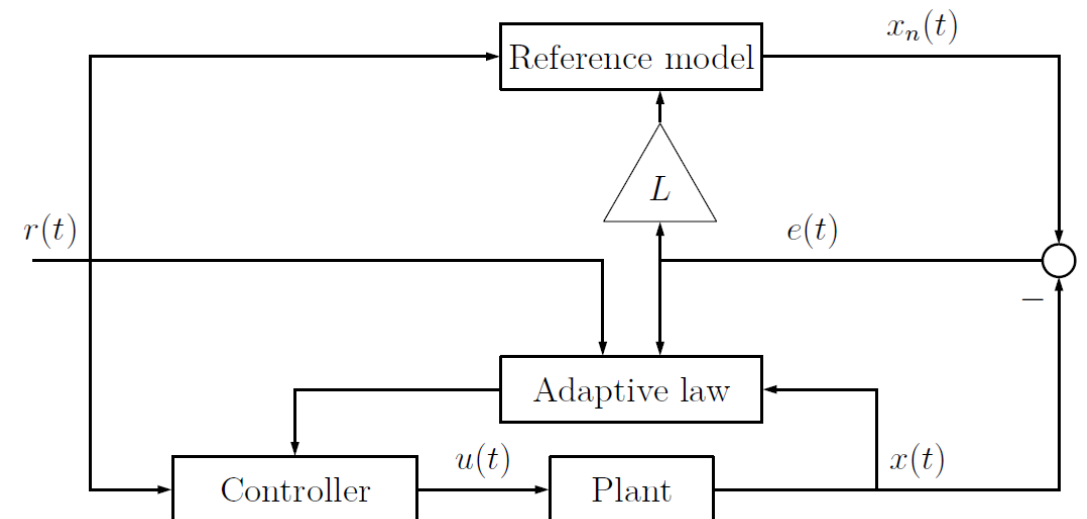 x_n(t)
Reference model
L
r(t)
e(t)
−
Adaptive law
u(t)
x(t)
Controller
Plant